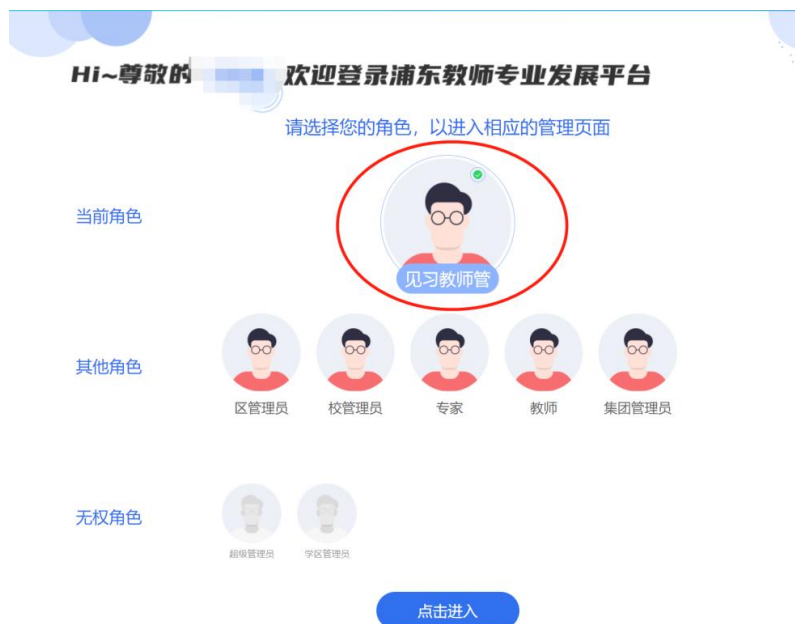 Hi~尊敬的 欢迎登录浦东教师专业发展平台
请选择您的角色，以进入相应的管理页面
当前角色
见习教师管
其他角色
区管理员 校管理员 专家 教师 集团管理员
无权角色
超级管理员 学区管理员
点击进入